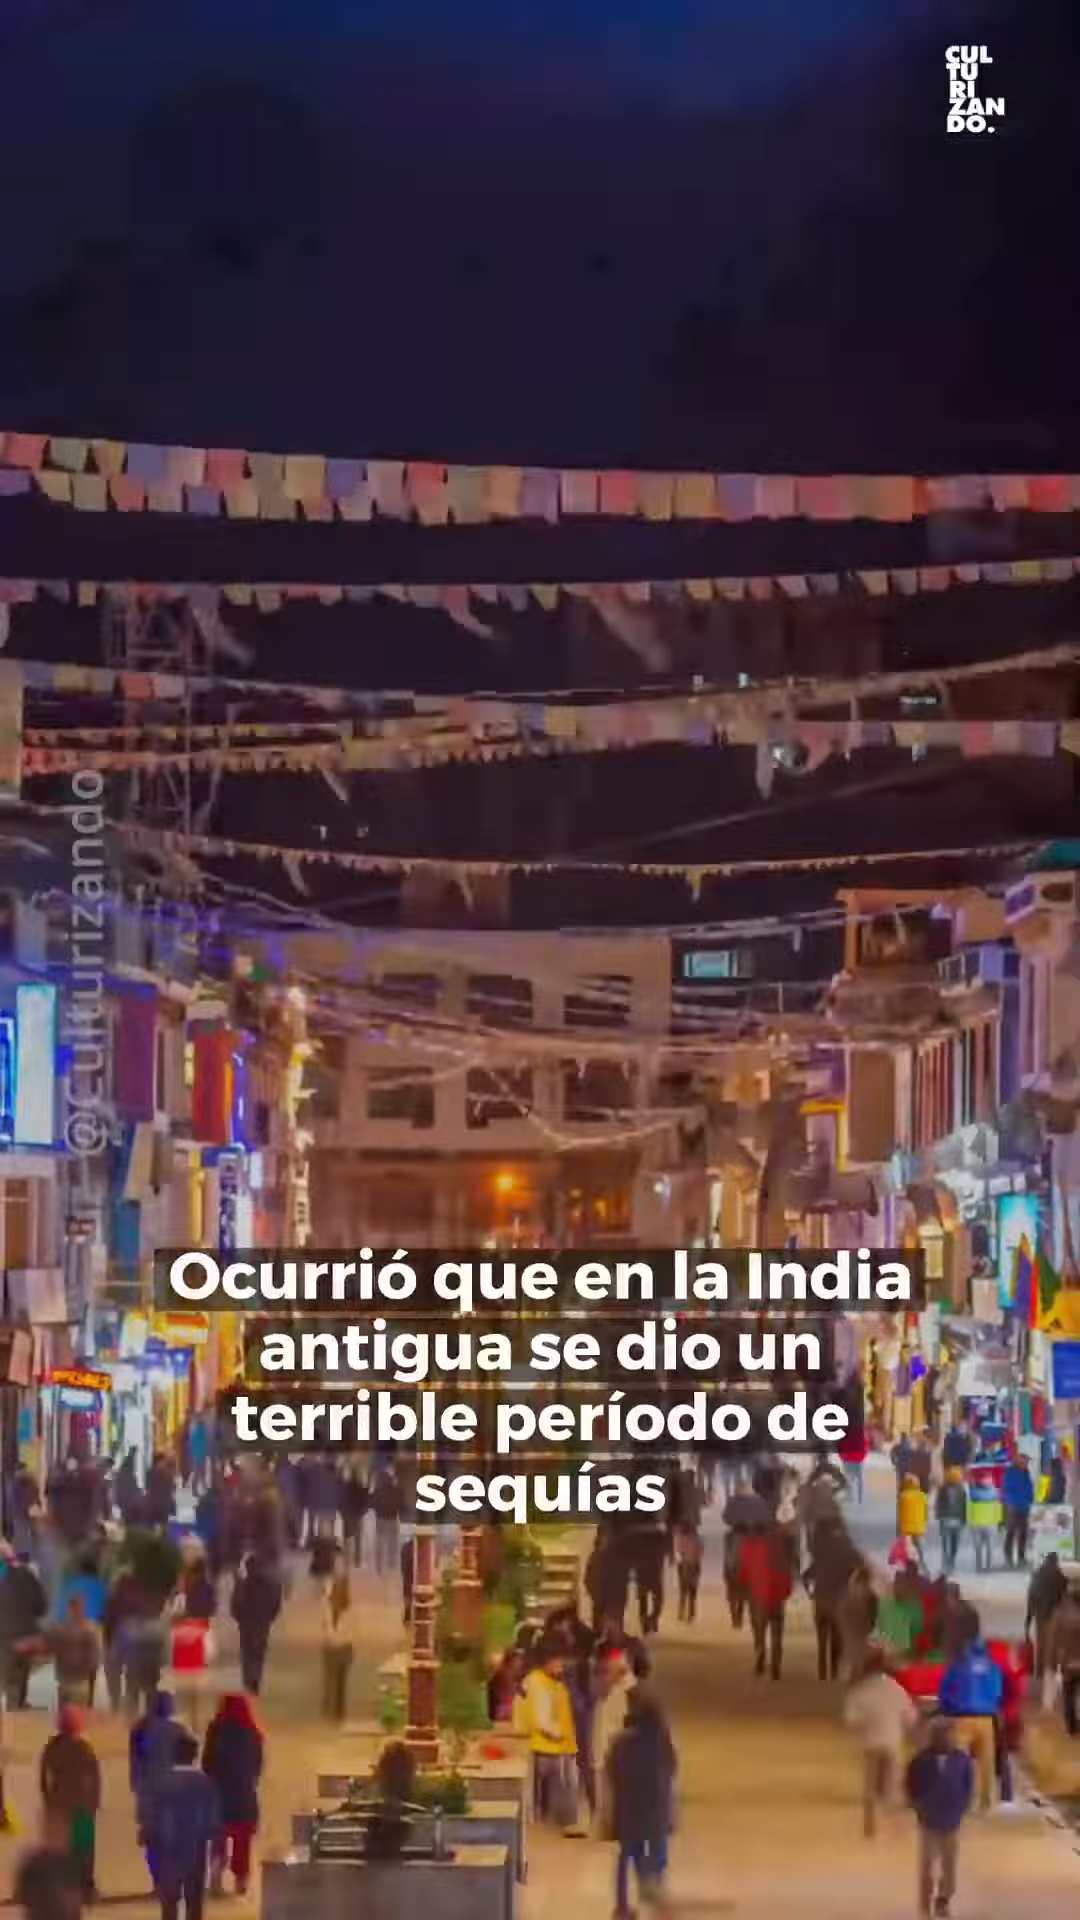 CUL
TU
RI
ZAN
DO.
@Culturizando
Ocurrió que en la India
antigua se dio un
terrible período de
sequías